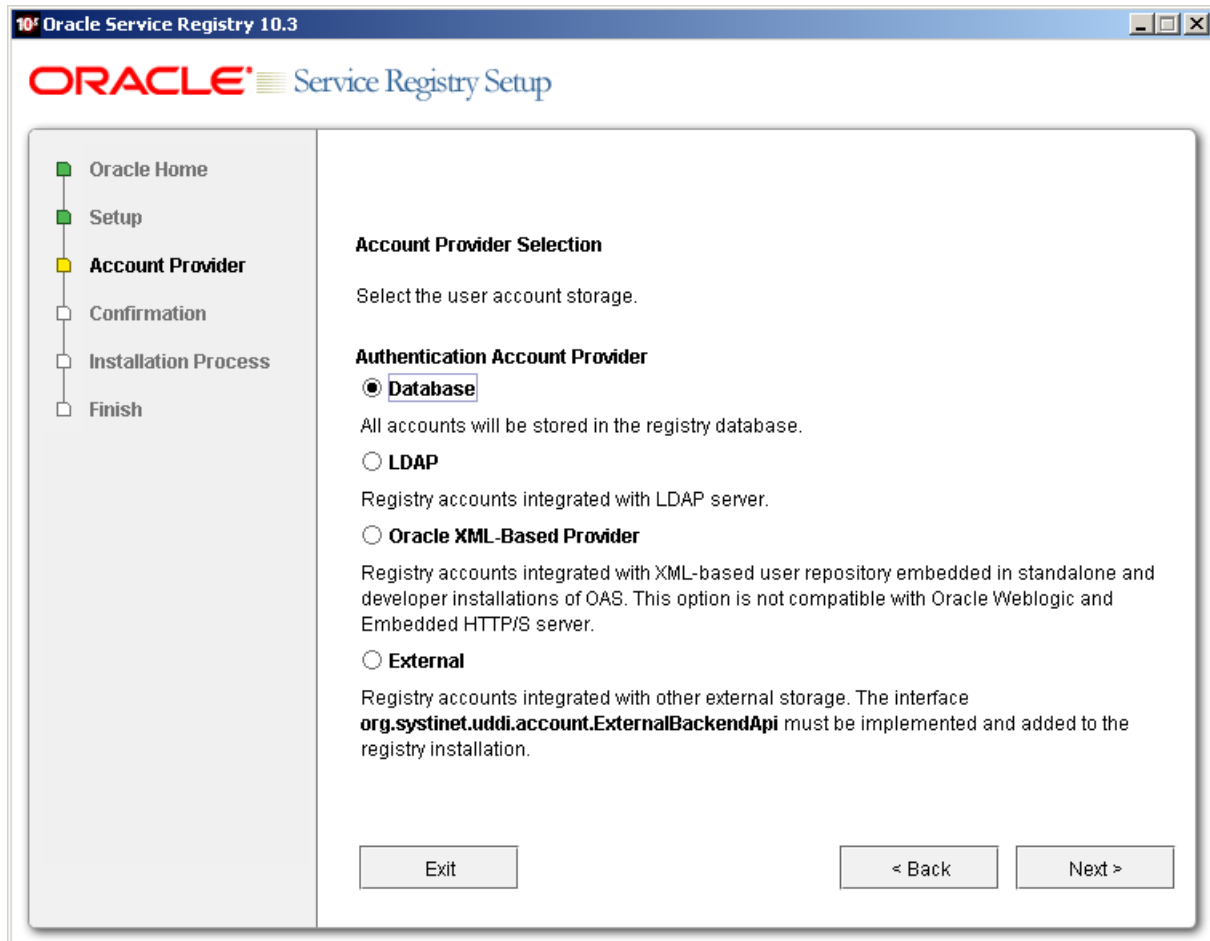 10g Oracle Service Registry 10.3
ORACLE Service Registry Setup
Oracle Home
Setup
Account Provider
Confirmation
Installation Process
Finish
Account Provider Selection
Select the user account storage.
Authentication Account Provider
Database
All accounts will be stored in the registry database.
LDAP
Registry accounts integrated with LDAP server.
Oracle XML-Based Provider
Registry accounts integrated with XML-based user repository embedded in standalone and
developer installations of OAS. This option is not compatible with Oracle Weblogic and
Embedded HTTP/S server.
External
Registry accounts integrated with other external storage. The interface
org.systinet.uddi.account.ExternalBackendApi must be implemented and added to the
registry installation.
Exit
< Back
Next >